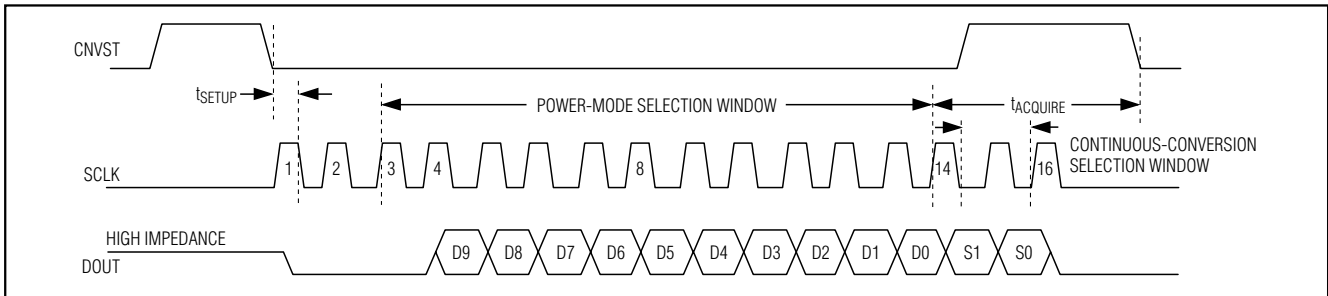 CNVST
tSETUP
POWER-MODE SELECTION WINDOW
tACQUIRE
CONTINUOUS-CONVERSION
SELECTION WINDOW
SCLK
1 2 3 4 8 14 16
HIGH IMPEDANCE
DOUT
D9 D8 D7 D6 D5 D4 D3 D2 D1 D0 S1 S0